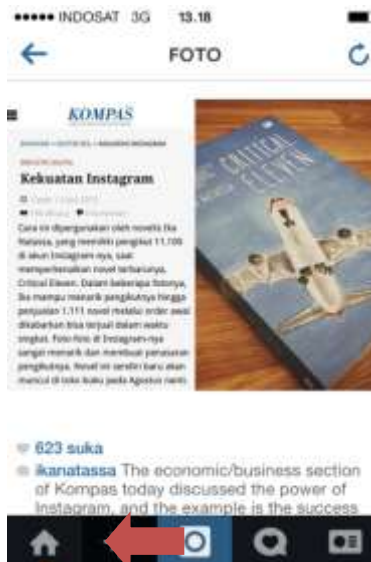 INDOSAT 3G 13.18
FOTO
KOMPAS
Kekuatan Instagram
Cara ini dipergunakan oleh novelis Ika
Natassa, yang memiliki pengikut 11.100
di akun Instagram-nya, saat
memperkenalkan novel terbarunya,
Critical Eleven. Dalam beberapa fotonya,
Ika mampu menarik pengikutnya hingga
penjualan 1.111 novel melalui order awal
dikabarkan bisa terjual dalam waktu
singkat. Foto-foto di Instagram-nya
sangat menarik dan membuat penasaran
pengikutnya. Novel ini sendiri baru akan
muncul di toko buku pada Agustus nanti.
CRITICAL
ELEVEN
623 suka
ikanatassa The economic/business section
of Kompas today discussed the power of
Instagram, and the example is the success